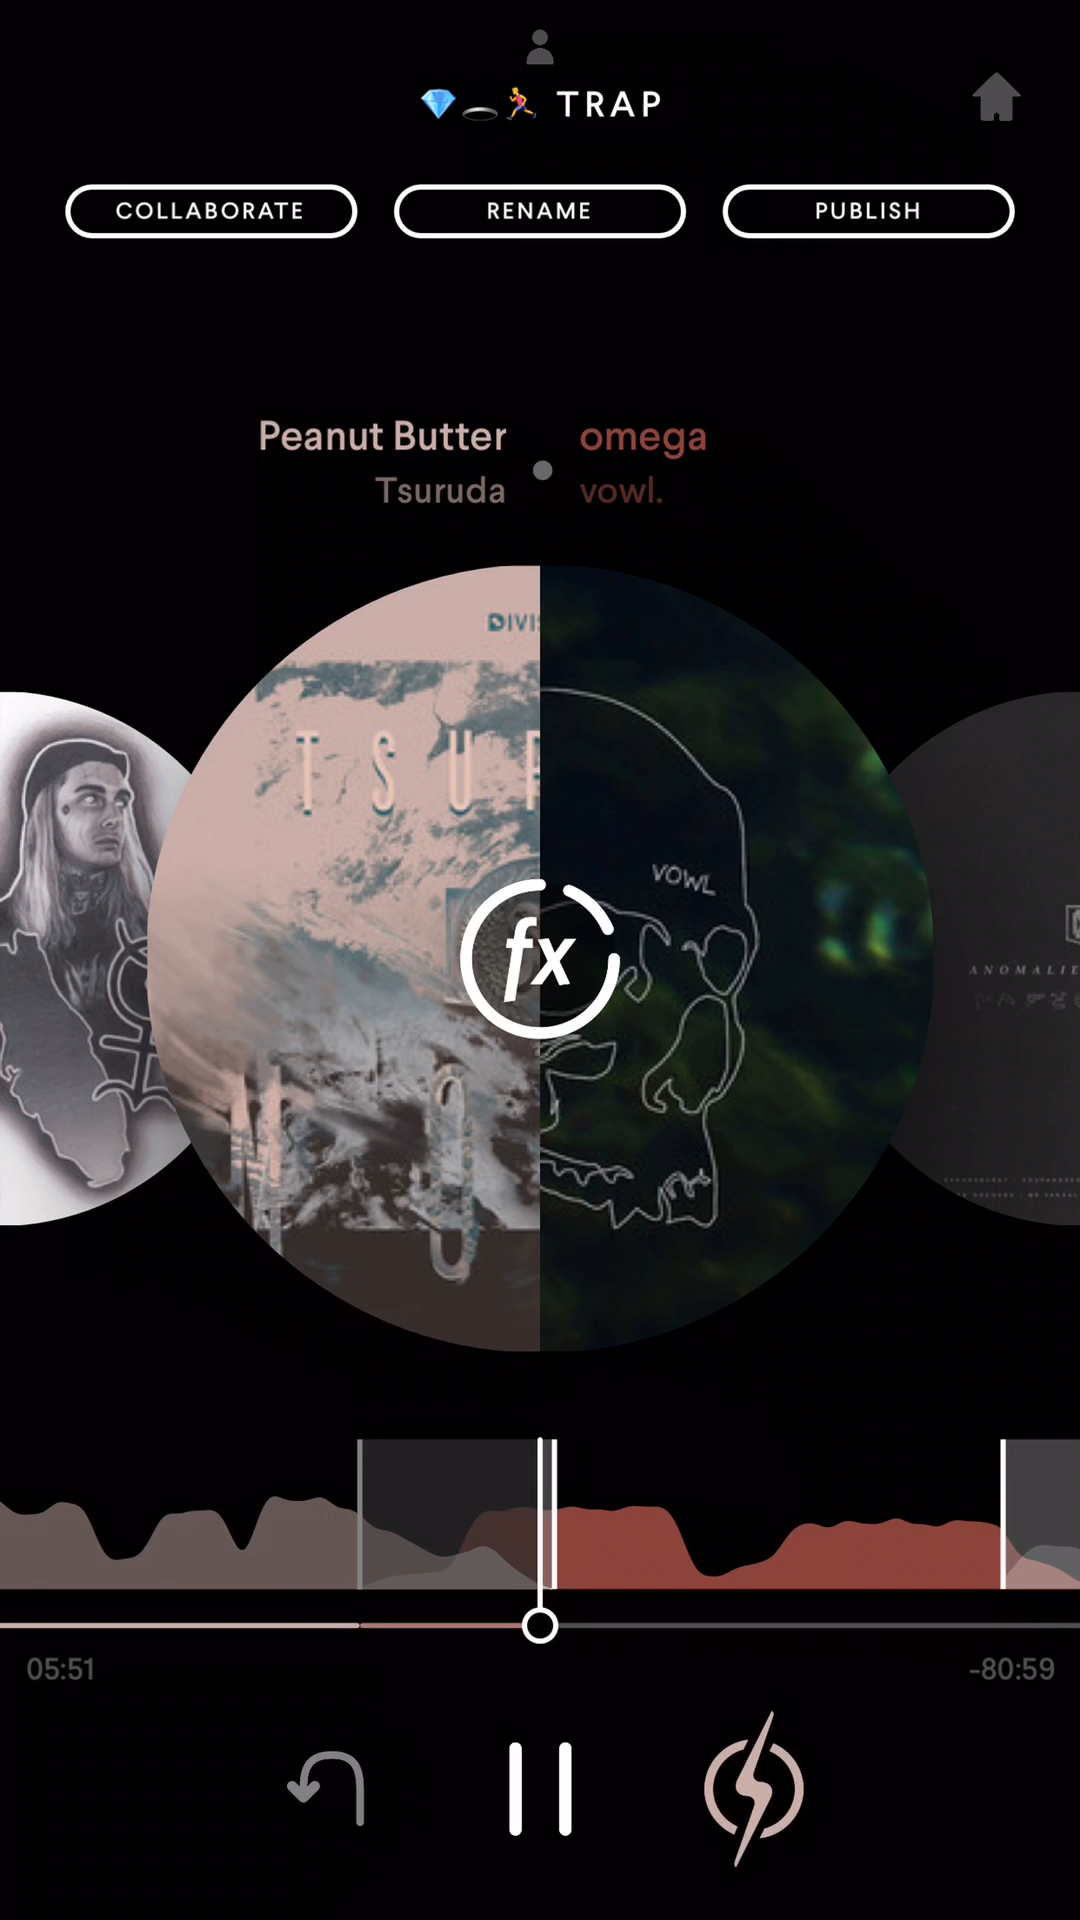 💎🕳️🏃 TRAP
COLLABORATE
RENAME
PUBLISH
Peanut Butter
Tsuruda
omega
vowl.
DIVI
TSU
VOWL
fx
ANOMALIE
05:51
-80:59